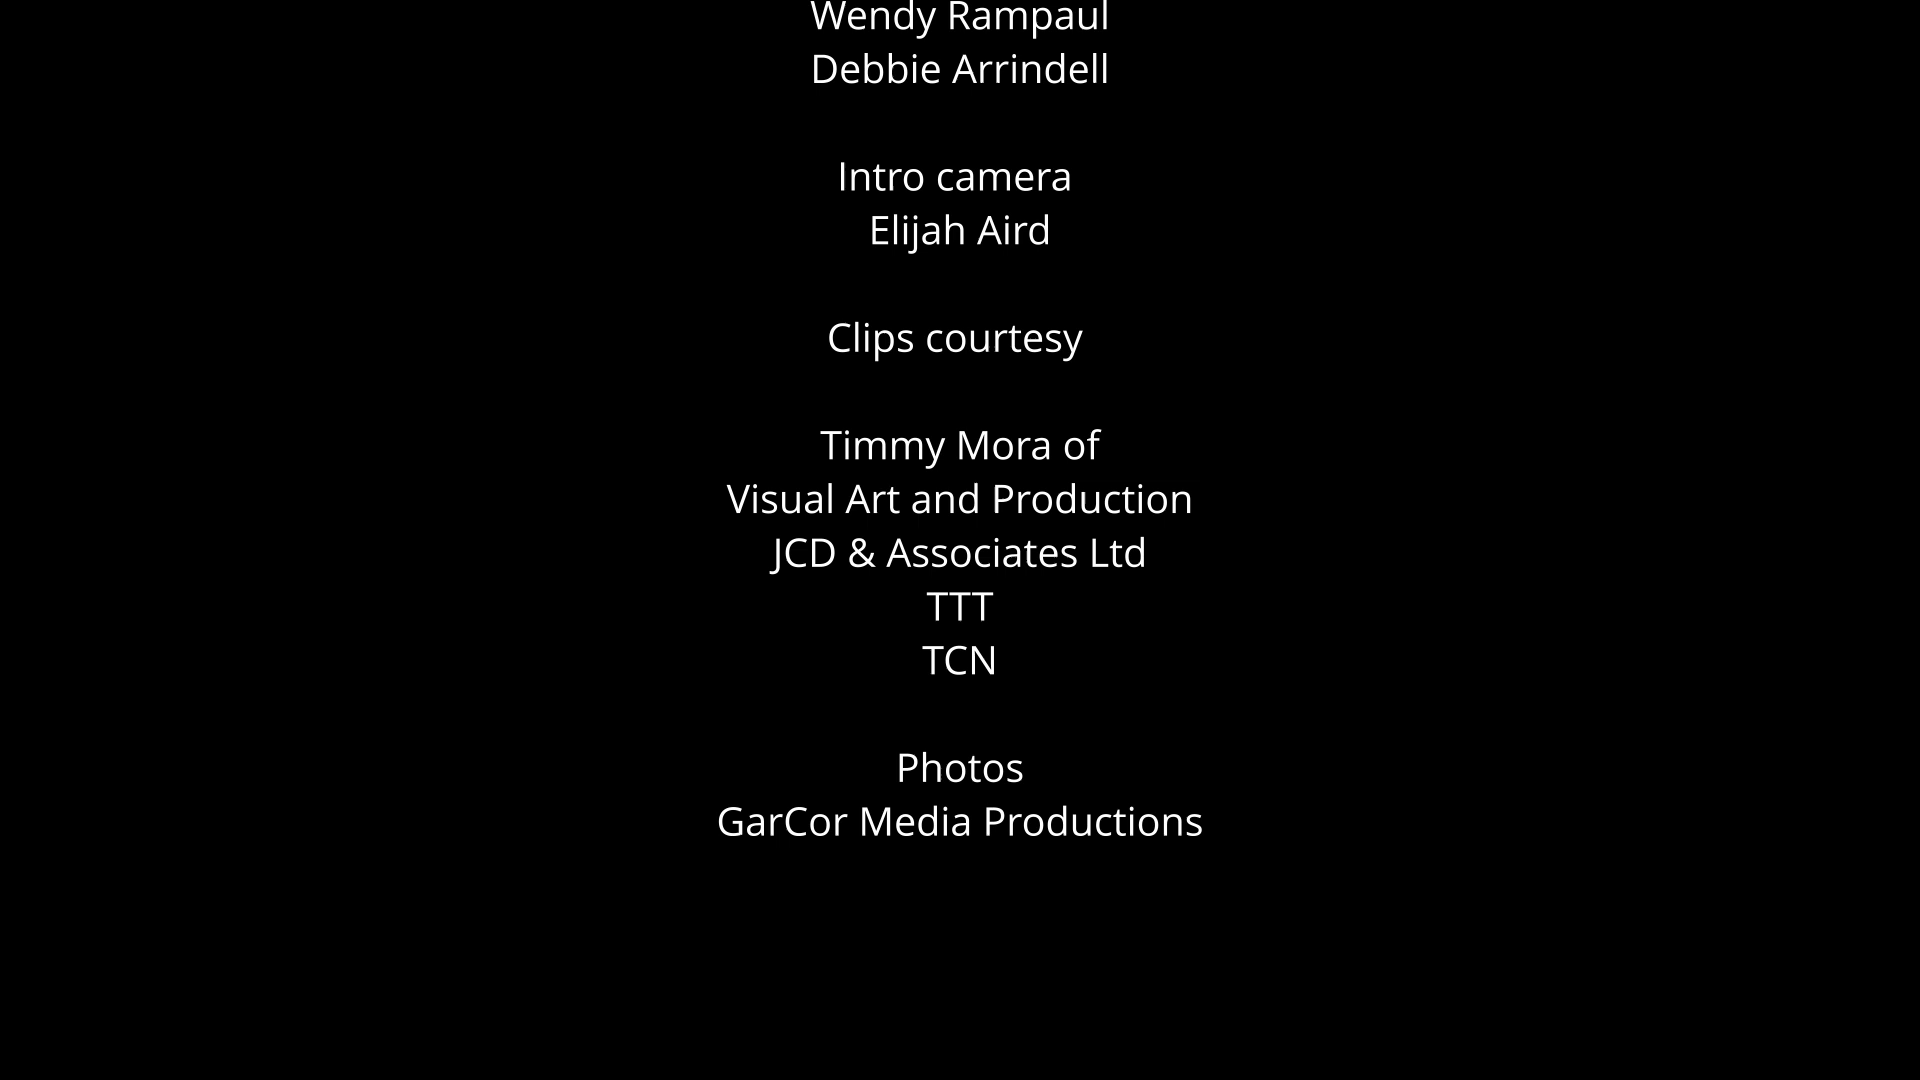 Wendy Rampaul
Debbie Arrindell
Intro camera
Elijah Aird
Clips courtesy
Timmy Mora of
Visual Art and Production
JCD & Associates Ltd
TTT
TCN
Photos
GarCor Media Productions